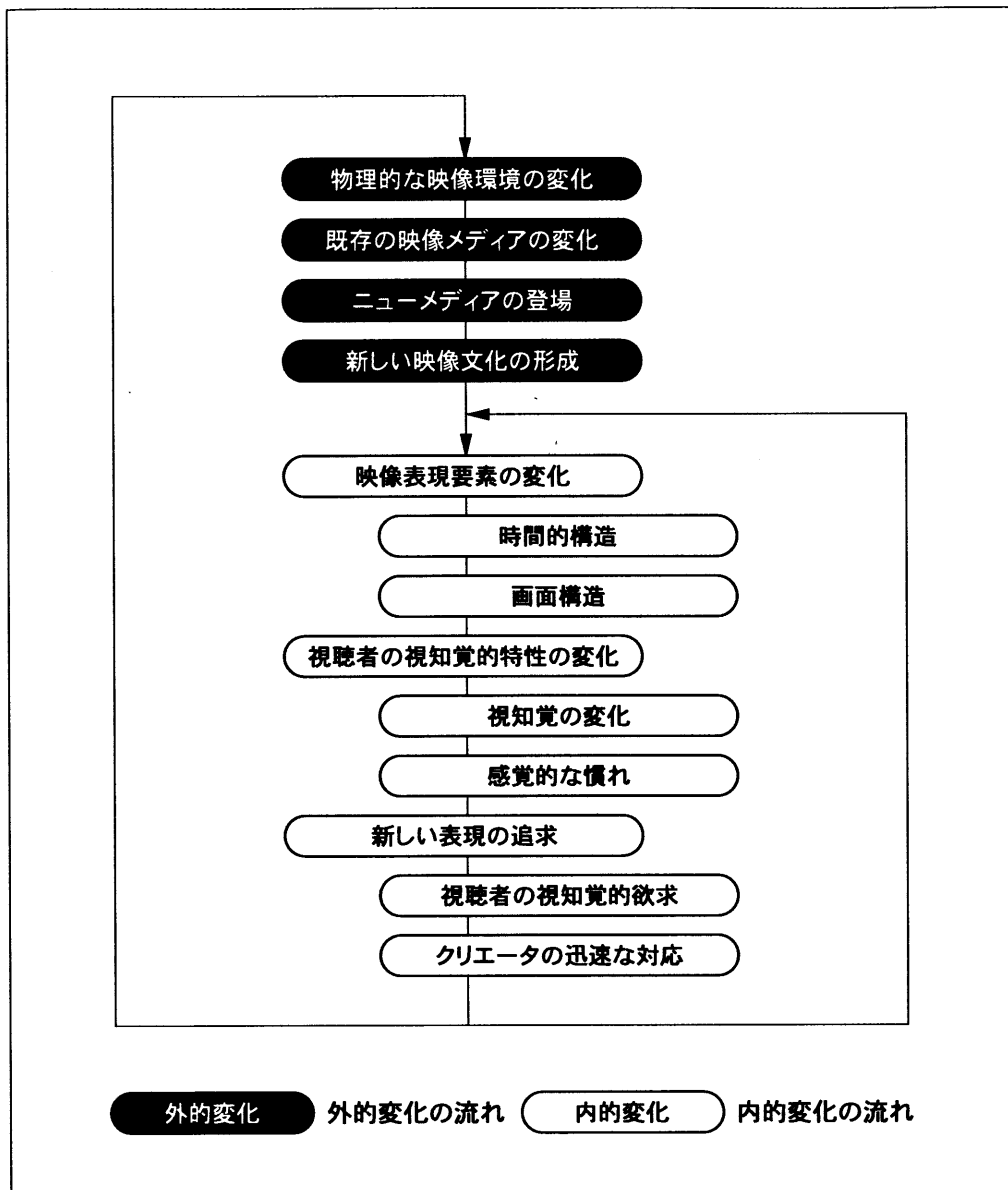 物理的な映像環境の変化
既存の映像メディアの変化
ニューメディアの登場
新しい映像文化の形成
映像表現要素の変化
時間的構造
画面構造
視聴者の視知覚的特性の変化
視知覚の変化
感覚的な慣れ
新しい表現の追求
視聴者の視知覚的欲求
クリエータの迅速な対応
外的変化 外的変化の流れ 内的変化 内的変化の流れ